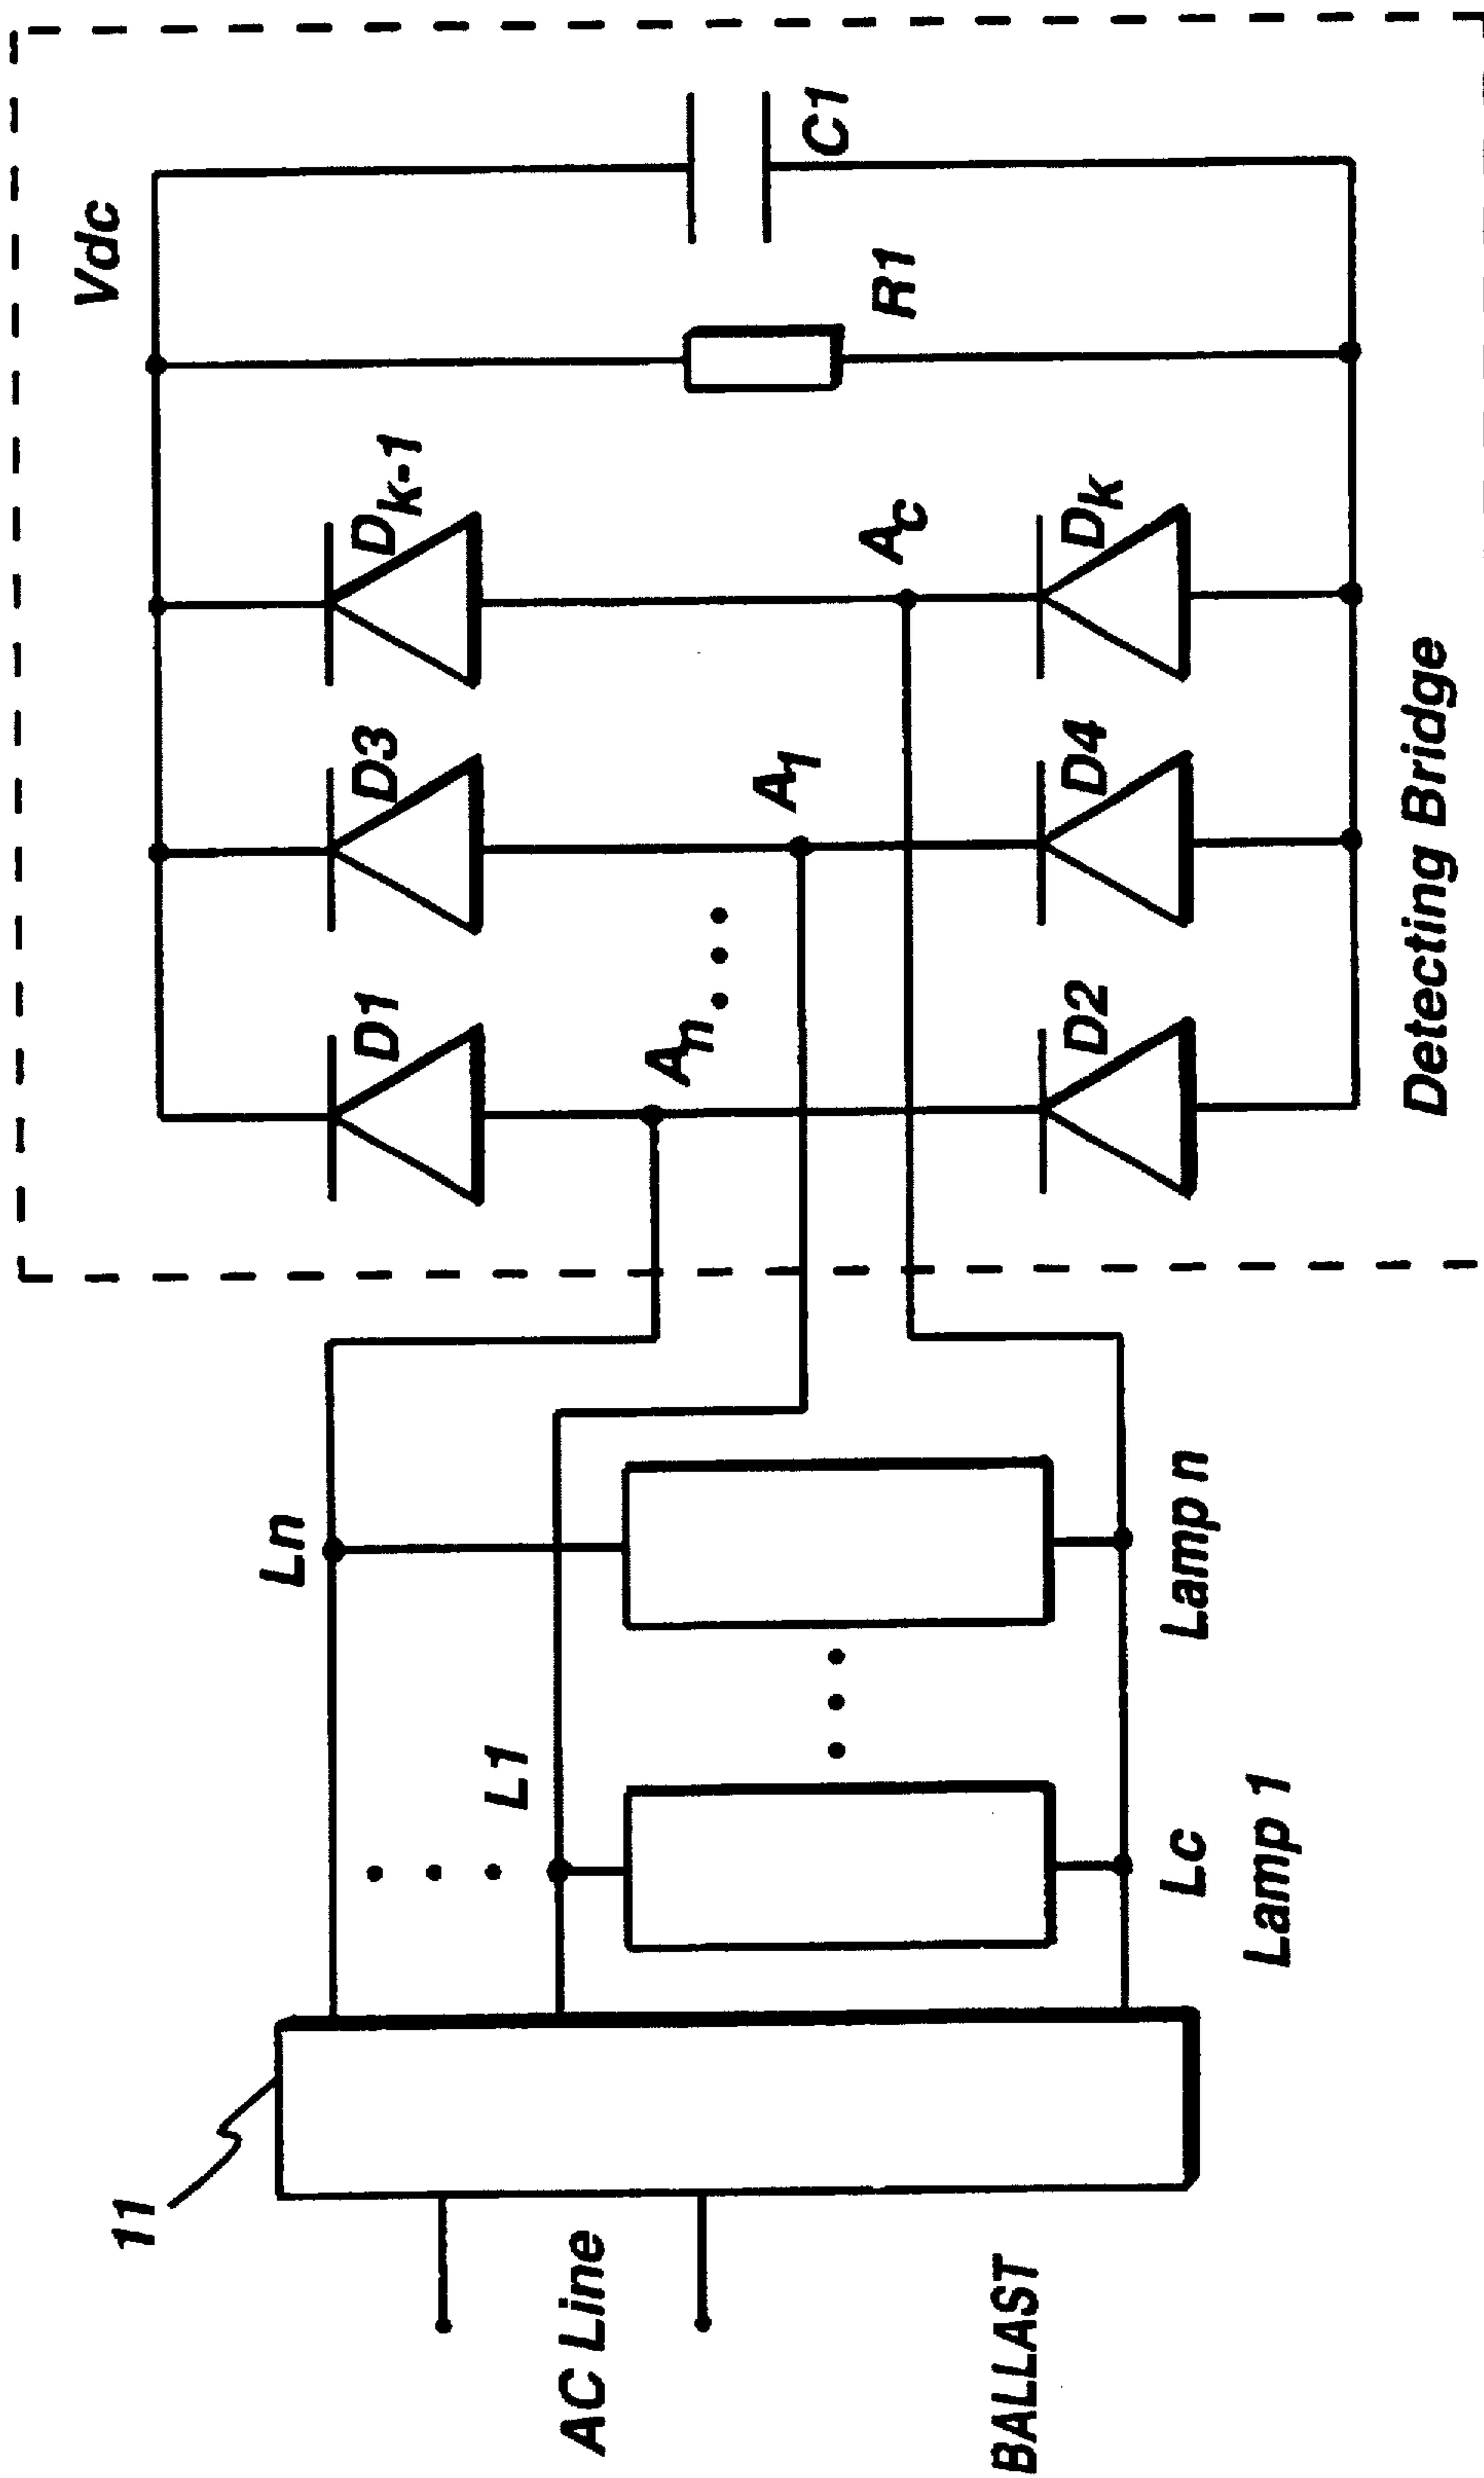 11
AC Line
BALLAST
Ln
L1
Lc
Lamp 1
Lamp n
Vdc
D1
D3
Dk-1
An
A1
Ac
R1
C1
D2
D4
Dk
Detecting Bridge